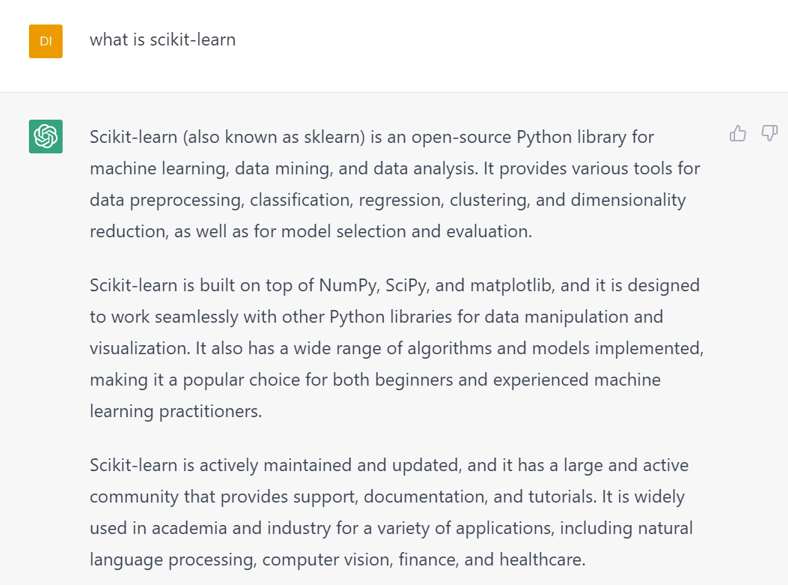 DI
what is scikit-learn
Scikit-learn (also known as sklearn) is an open-source Python library for
machine learning, data mining, and data analysis. It provides various tools for
data preprocessing, classification, regression, clustering, and dimensionality
reduction, as well as for model selection and evaluation.
Scikit-learn is built on top of NumPy, SciPy, and matplotlib, and it is designed
to work seamlessly with other Python libraries for data manipulation and
visualization. It also has a wide range of algorithms and models implemented,
making it a popular choice for both beginners and experienced machine
learning practitioners.
Scikit-learn is actively maintained and updated, and it has a large and active
community that provides support, documentation, and tutorials. It is widely
used in academia and industry for a variety of applications, including natural
language processing, computer vision, finance, and healthcare.